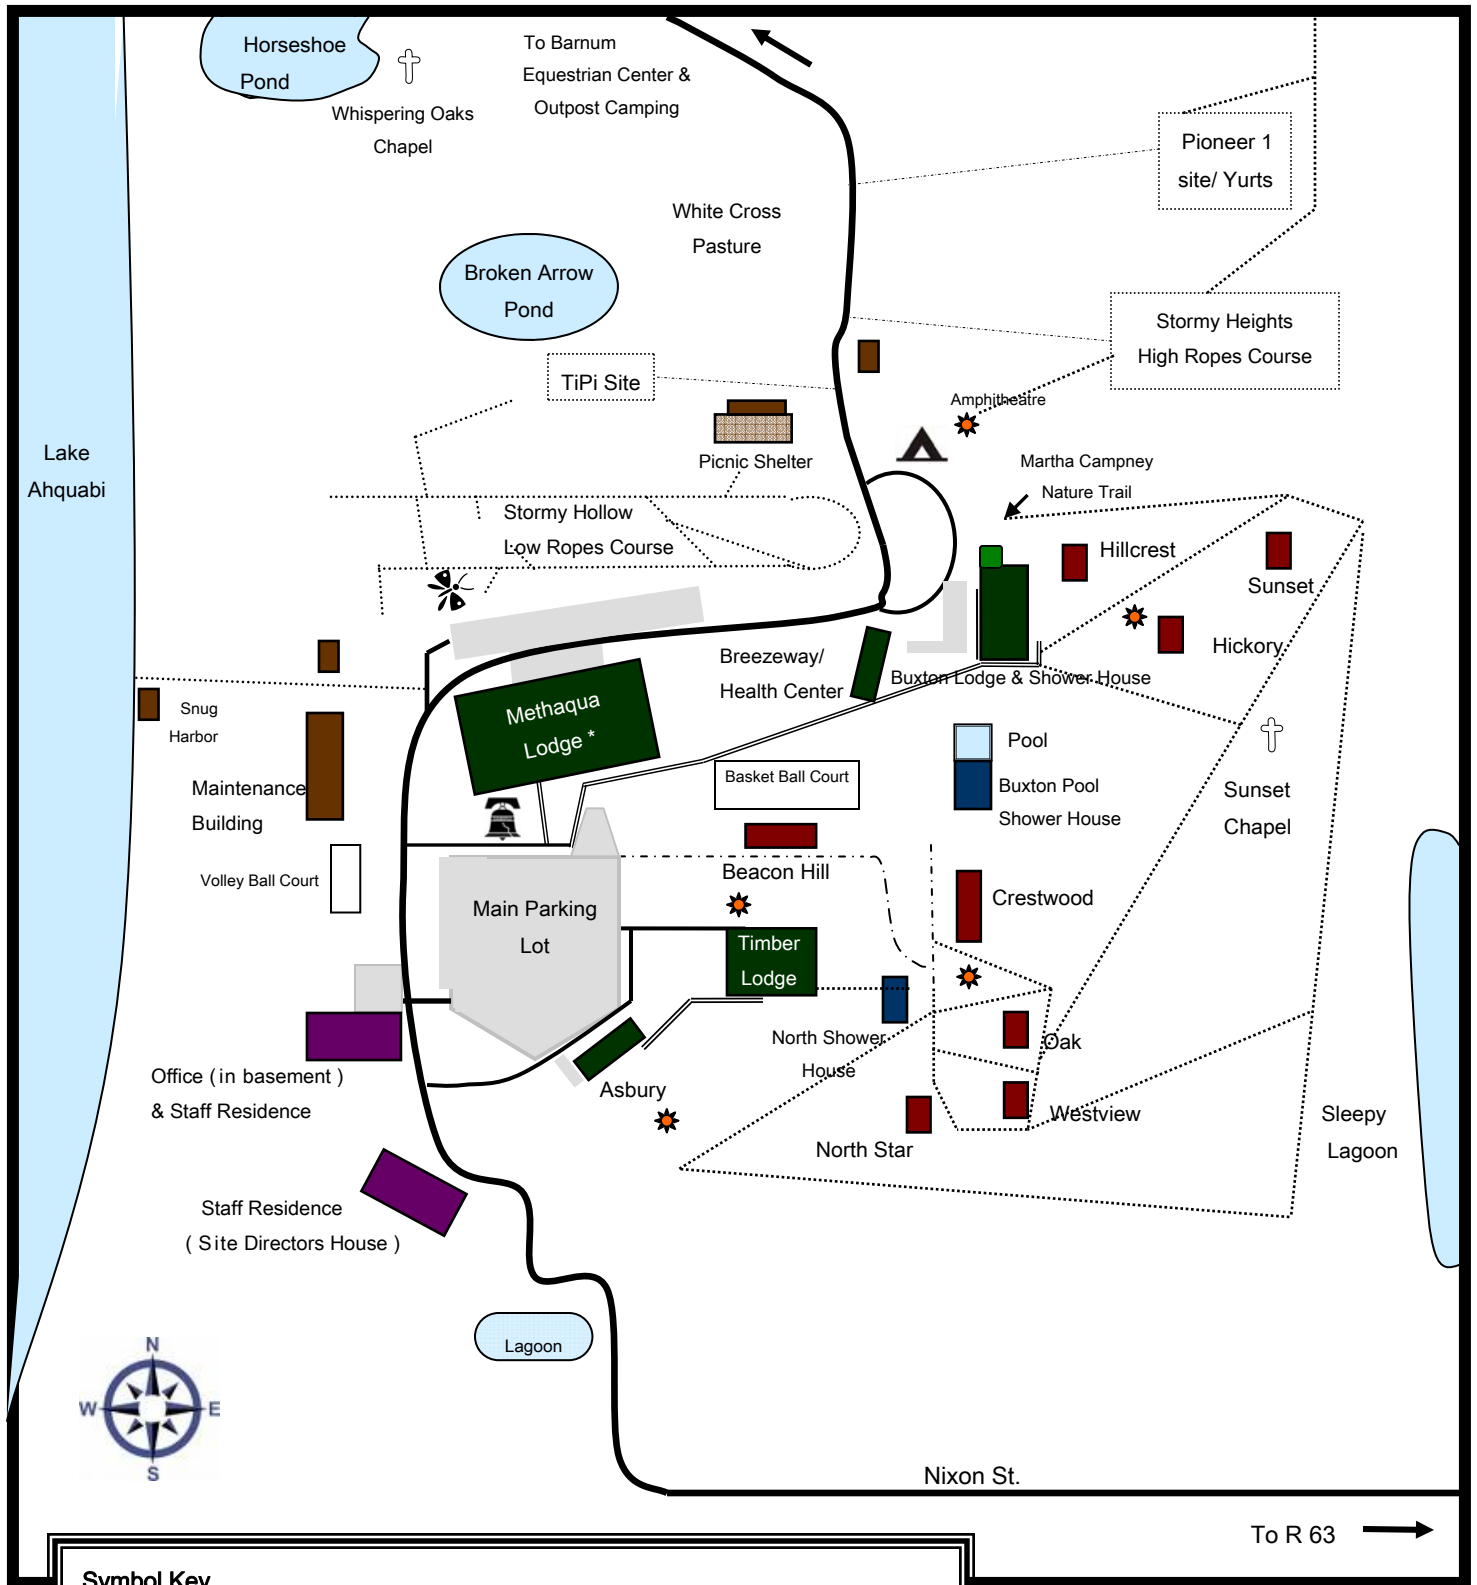 Horseshoe
Pond
Whispering Oaks
Chapel
To Barnum
Equestrian Center &
Outpost Camping
Pioneer 1
site/ Yurts
White Cross
Pasture
Broken Arrow
Pond
Stormy Heights
High Ropes Course
TiPi Site
Amphitheatre
Lake
Ahquabi
Picnic Shelter
Martha Campney
Nature Trail
Stormy Hollow
Low Ropes Course
Hillcrest
Sunset
Hickory
Breezeway/
Health Center
Buxton Lodge & Shower House
Methaqua
Lodge *
Snug
Harbor
Pool
Basket Ball Court
Buxton Pool
Shower House
Maintenance
Building
Sunset
Chapel
Volley Ball Court
Beacon Hill
Crestwood
Main Parking
Lot
Timber
Lodge
North Shower
House
Oak
Office ( in basement )
& Staff Residence
Asbury
Westview
North Star
Sleepy
Lagoon
Staff Residence
( Site Directors House )
N
W
E
S
Lagoon
Nixon St.
To R 63
Symbol Key